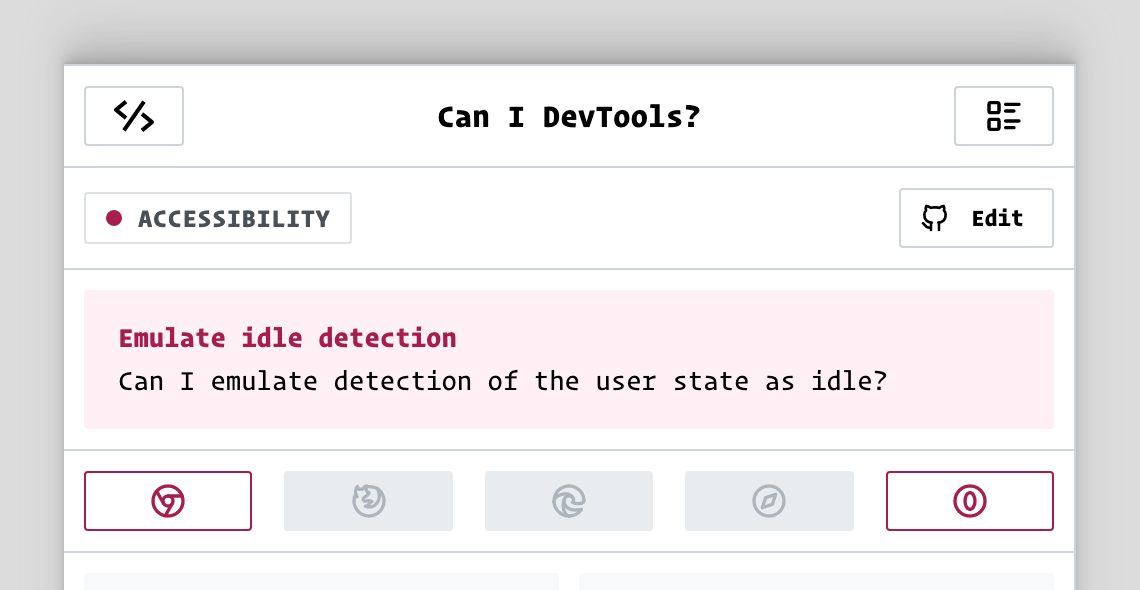 Can I DevTools?
ACCESSIBILITY
Edit
Emulate idle detection
Can I emulate detection of the user state as idle?